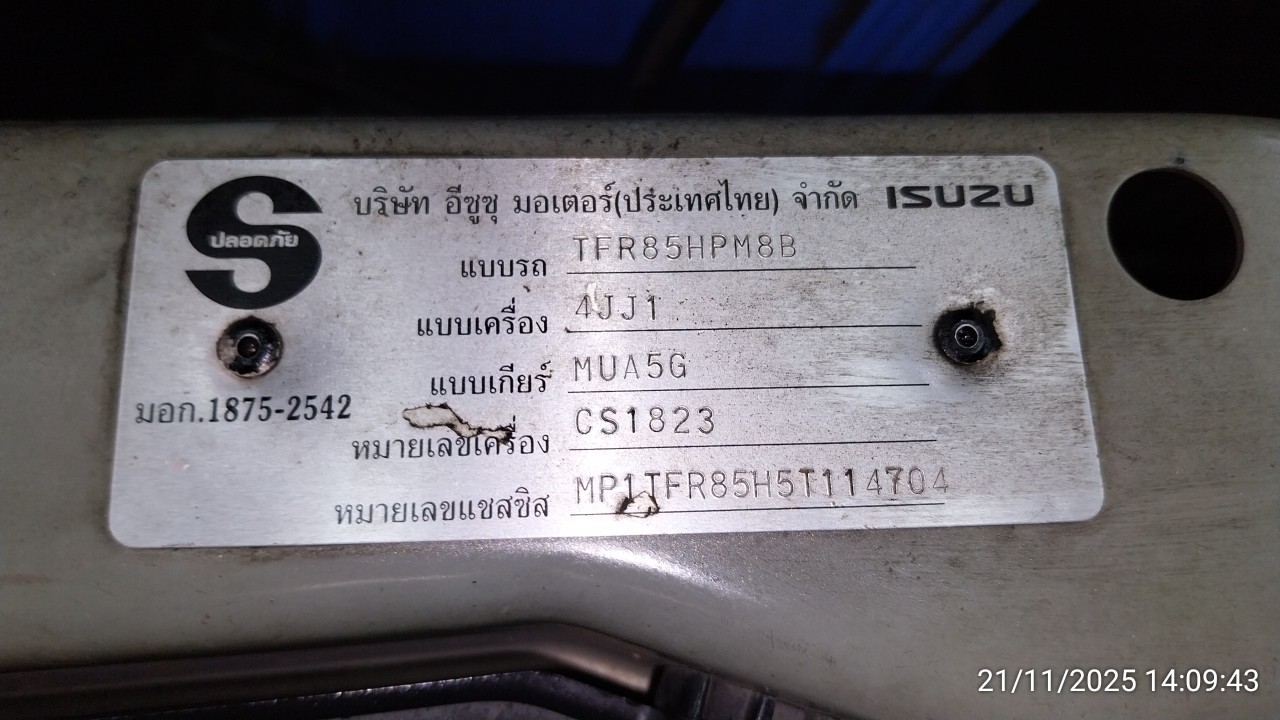 บริษัท อีซูซุ มอเตอร์(ประเทศไทย) จำกัด ISUZU
ปลอดภัย
แบบรถ TFR85HPM8B
แบบเครื่อง 4JJ1
แบบเกียร์ MUA5G
มอก.1875-2542
หมายเลขเครื่อง CS1823
หมายเลขแชสซิส MP1TFR85H5T114704
21/11/2025 14:09:43